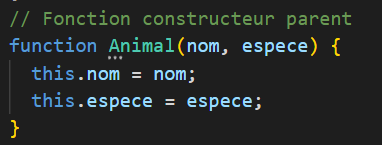 // Fonction constructeur parent
function Animal(nom, espece) {
  this.nom = nom;
  this.espece = espece;
}